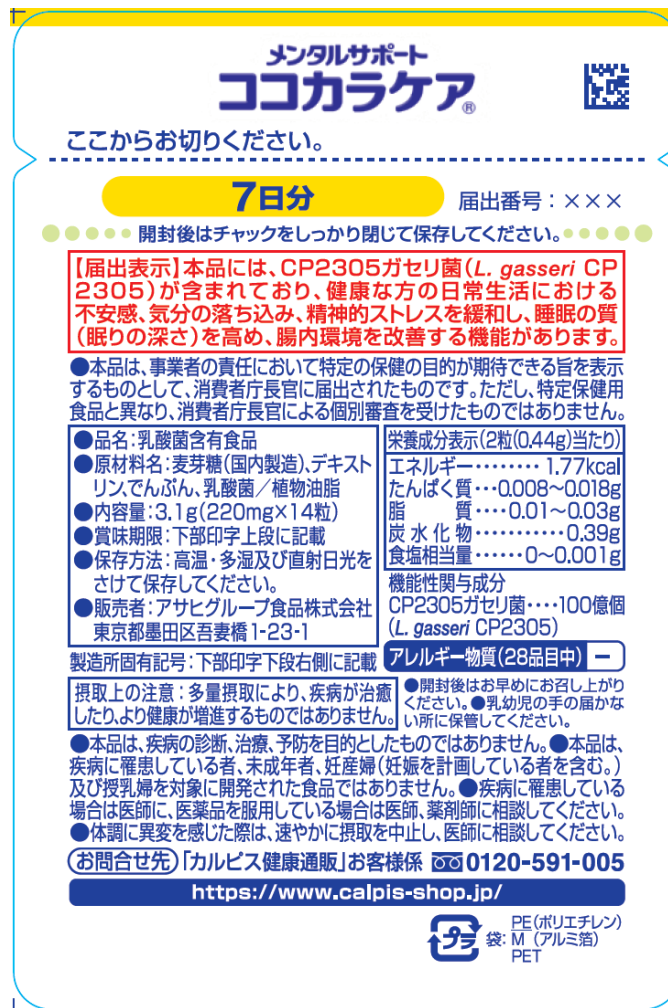 メンタルサポート
ココカラケア®
ここからお切りください。
7日分
届出番号：×××
開封後はチャックをしっかり閉じて保存してください。
【届出表示】本品には、CP2305ガセリ菌（L. gasseri CP
2305）が含まれており、健康な方の日常生活における
不安感、気分の落ち込み、精神的ストレスを緩和し、睡眠の質
（眠りの深さ）を高め、腸内環境を改善する機能があります。
●本品は、事業者の責任において特定の保健の目的が期待できる旨を表示
するものとして、消費者庁長官に届出されたものです。ただし、特定保健用
食品と異なり、消費者庁長官による個別審査を受けたものではありません。
●品名：乳酸菌含有食品
●原材料名：麦芽糖（国内製造）、デキスト
リン、でんぷん、乳酸菌／植物油脂
●内容量：3.1g（220mg×14粒）
●賞味期限：下部印字上段に記載
●保存方法：高温・多湿及び直射日光を
さけて保存してください。
●販売者：アサヒグループ食品株式会社
東京都墨田区吾妻橋1-23-1
製造所固有記号：下部印字下段右側に記載
栄養成分表示（2粒（0.44g）当たり）
エネルギー………1.77kcal
たんぱく質…0.008～0.018g
脂質‥‥0.01～0.03g
炭水化物…………0.39g
食塩相当量……0～0.001g
機能性関与成分
CP2305ガセリ菌‥‥100億個
（L. gasseri CP2305）
アレルギー物質（28品目中） ー
摂取上の注意：多量摂取により、疾病が治癒
したり、より健康が増進するものではありません。
●開封後はお早めにお召し上がり
ください。●乳幼児の手の届かな
い所に保管してください。
●本品は、疾病の診断、治療、予防を目的としたものではありません。●本品は、
疾病に罹患している者、未成年者、妊産婦（妊娠を計画している者を含む。）
及び授乳婦を対象に開発された食品ではありません。●疾病に罹患している
場合は医師に、医薬品を服用している場合は医師、薬剤師に相談してください。
●体調に異変を感じた際は、速やかに摂取を中止し、医師に相談してください。
お問合せ先「カルピス健康通販」お客様係 0120-591-005
https://www.calpis-shop.jp/
プラ
袋：PE（ポリエチレン）
M（アルミ箔）
PET